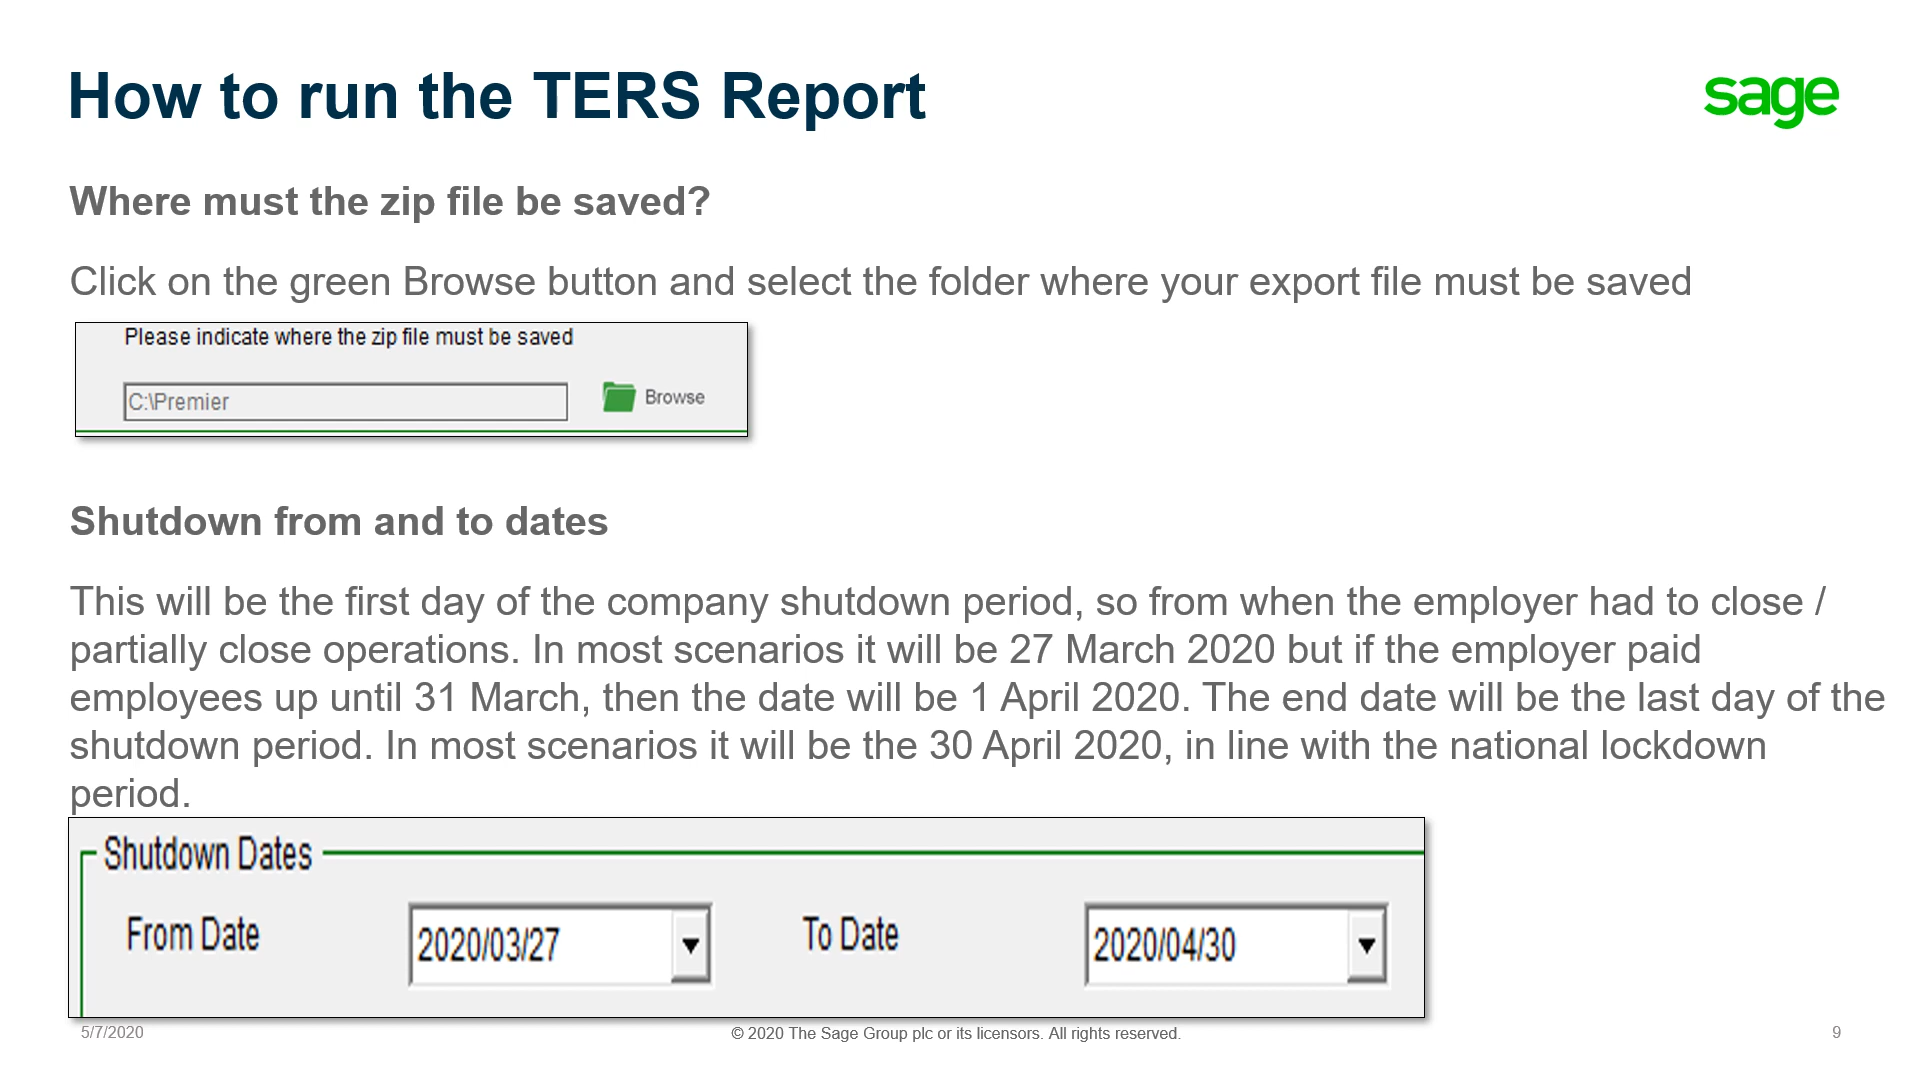 How to run the TERS Report
sage
Where must the zip file be saved?
Click on the green Browse button and select the folder where your export file must be saved
Please indicate where the zip file must be saved
C:\Premier
Browse
Shutdown from and to dates
This will be the first day of the company shutdown period, so from when the employer had to close /
partially close operations. In most scenarios it will be 27 March 2020 but if the employer paid
employees up until 31 March, then the date will be 1 April 2020. The end date will be the last day of the
shutdown period. In most scenarios it will be the 30 April 2020, in line with the national lockdown
period.
Shutdown Dates
From Date
2020/03/27
To Date
2020/04/30
5/7/2020
© 2020 The Sage Group plc or its licensors. All rights reserved.
9